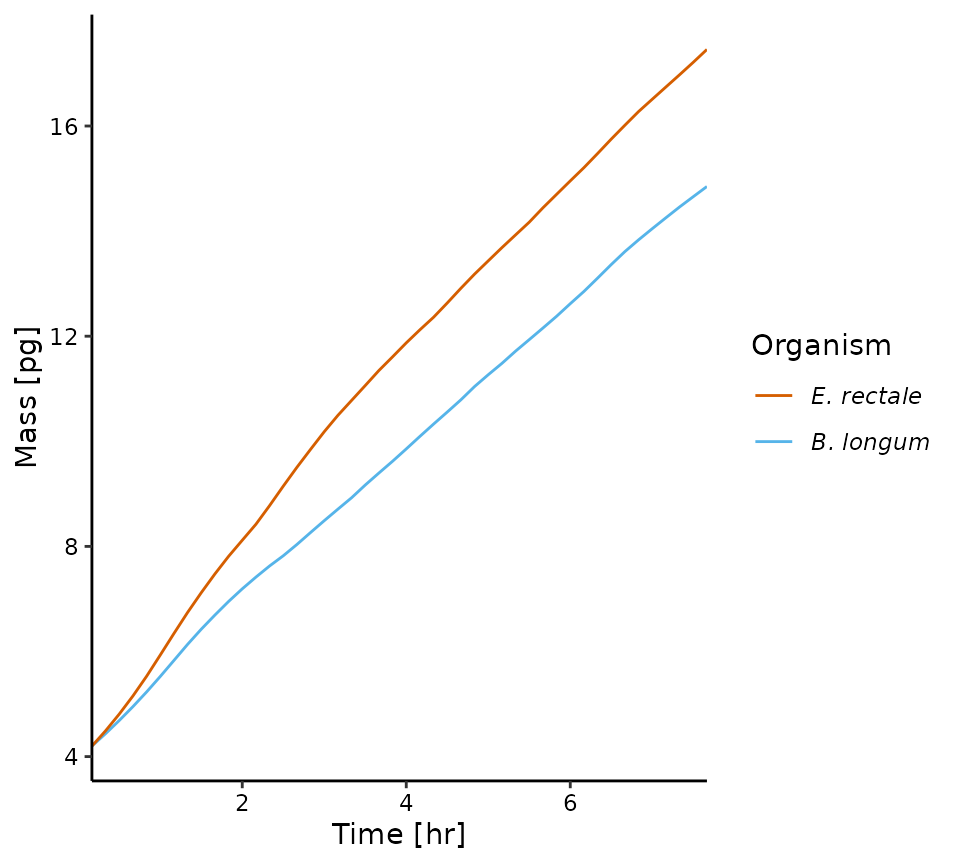 16
12
8
4
Mass [pg]
2 4 6
Time [hr]
Organism
E. rectale
B. longum